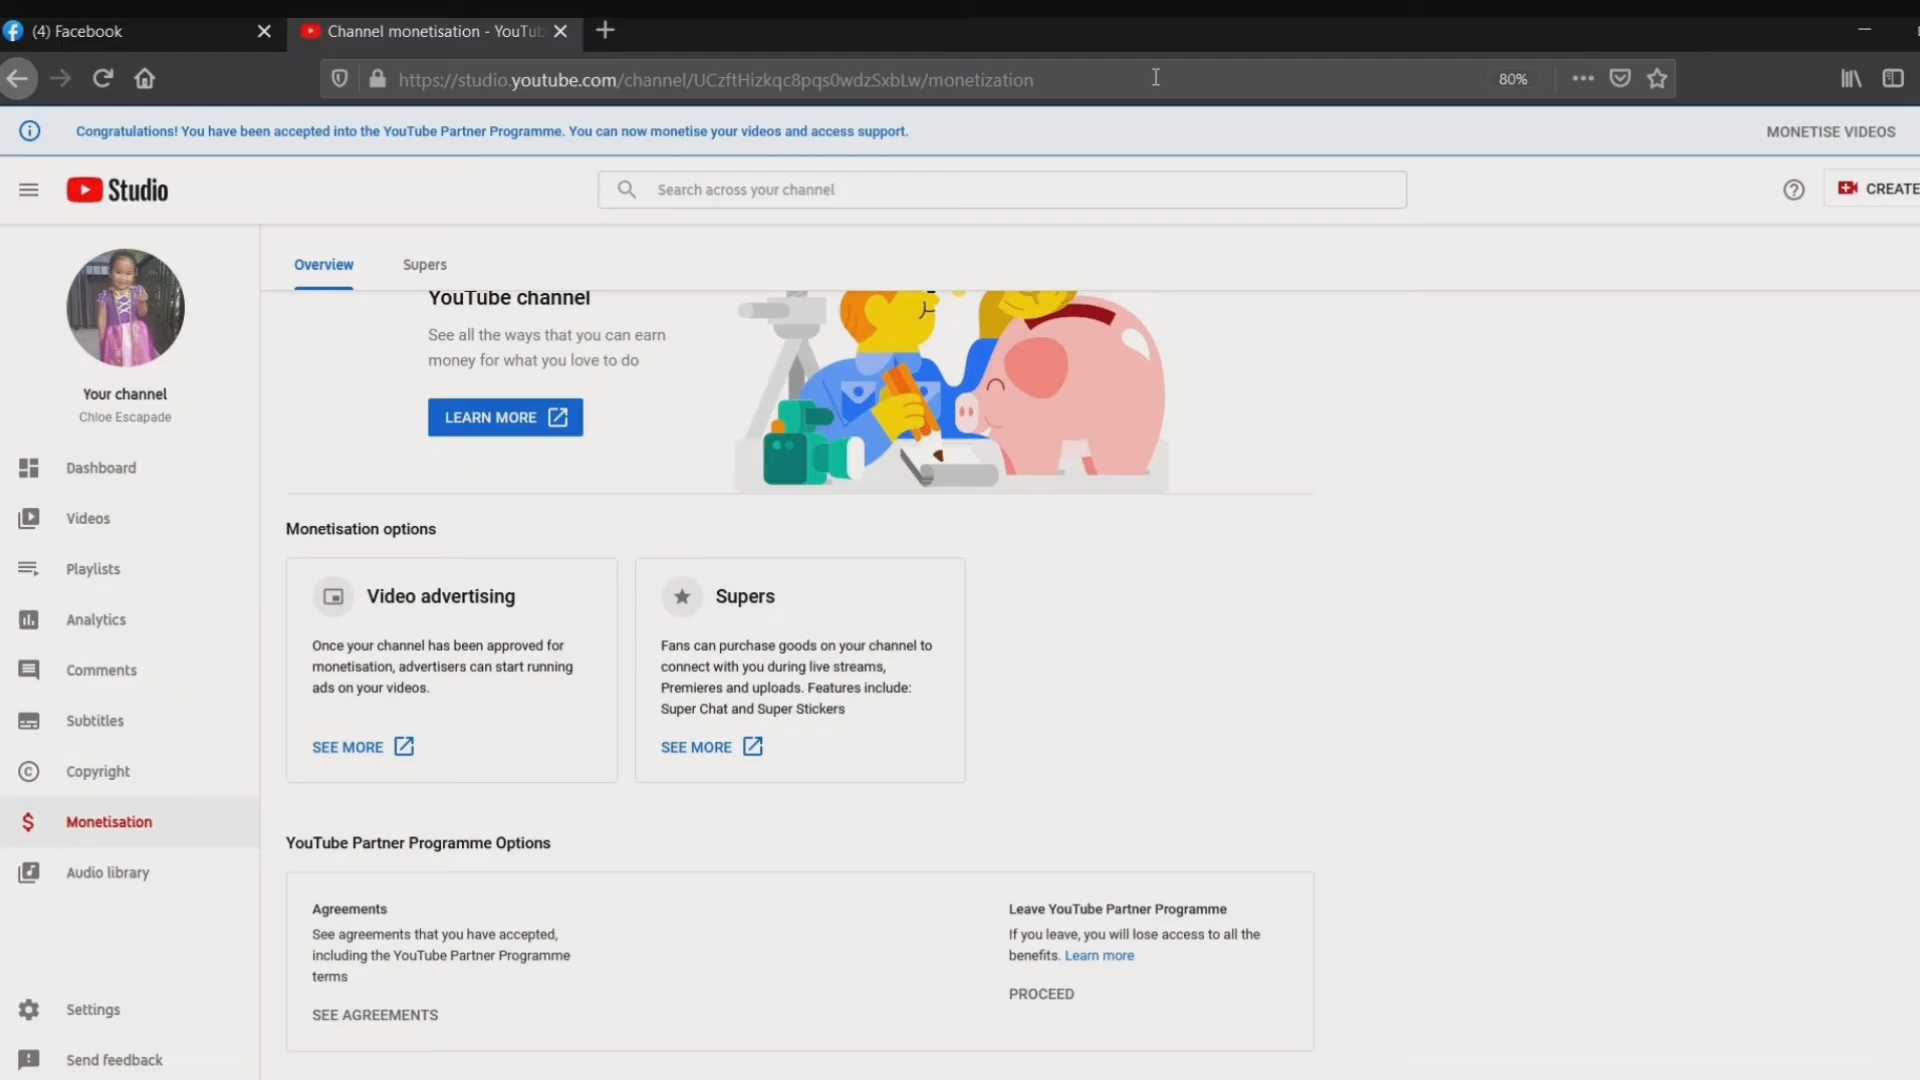 (4) Facebook
Channel monetisation - YouTub
https://studio.youtube.com/channel/UCzftHizkqc8pqs0wdzSxbLw/monetization
80%
Congratulations! You have been accepted into the YouTube Partner Programme. You can now monetise your videos and access support.
MONETISE VIDEOS
Studio
Search across your channel
CREATE
Your channel
Chloe Escapade
Dashboard
Videos
Playlists
Analytics
Comments
Subtitles
Copyright
Monetisation
Audio library
Settings
Send feedback
Overview
Supers
YouTube channel
See all the ways that you can earn
money for what you love to do
LEARN MORE
Monetisation options
Video advertising
Once your channel has been approved for
monetisation, advertisers can start running
ads on your videos.
SEE MORE
Supers
Fans can purchase goods on your channel to
connect with you during live streams,
Premieres and uploads. Features include:
Super Chat and Super Stickers
SEE MORE
YouTube Partner Programme Options
Agreements
See agreements that you have accepted,
including the YouTube Partner Programme
terms
SEE AGREEMENTS
Leave YouTube Partner Programme
If you leave, you will lose access to all the
benefits. Learn more
PROCEED